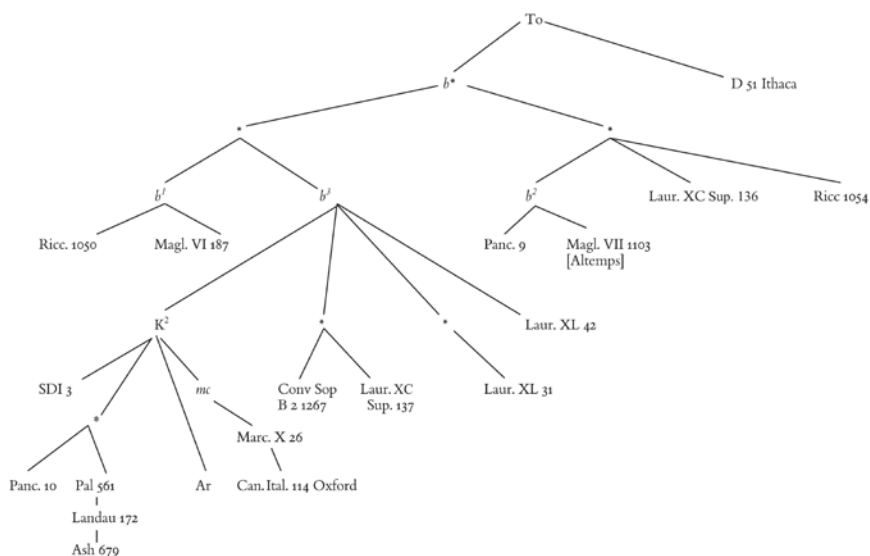 To
b*
D 51 Ithaca
*
*
b¹
b³
b²
Laur. XC Sup. 136
Ricc 1054
Ricc. 1050
Magl. VI 187
Panc. 9
Magl. VII 1103
[Altemps]
K²
*
*
Laur. XL 42
SDI 3
mc
Conv Sop
B 2 1267
Laur. XC
Sup. 137
Laur. XL 31
*
Marc. X 26
Panc. 10
Pal 561
Ar
Can. Ital. 114 Oxford
Landau 172
Ash 679